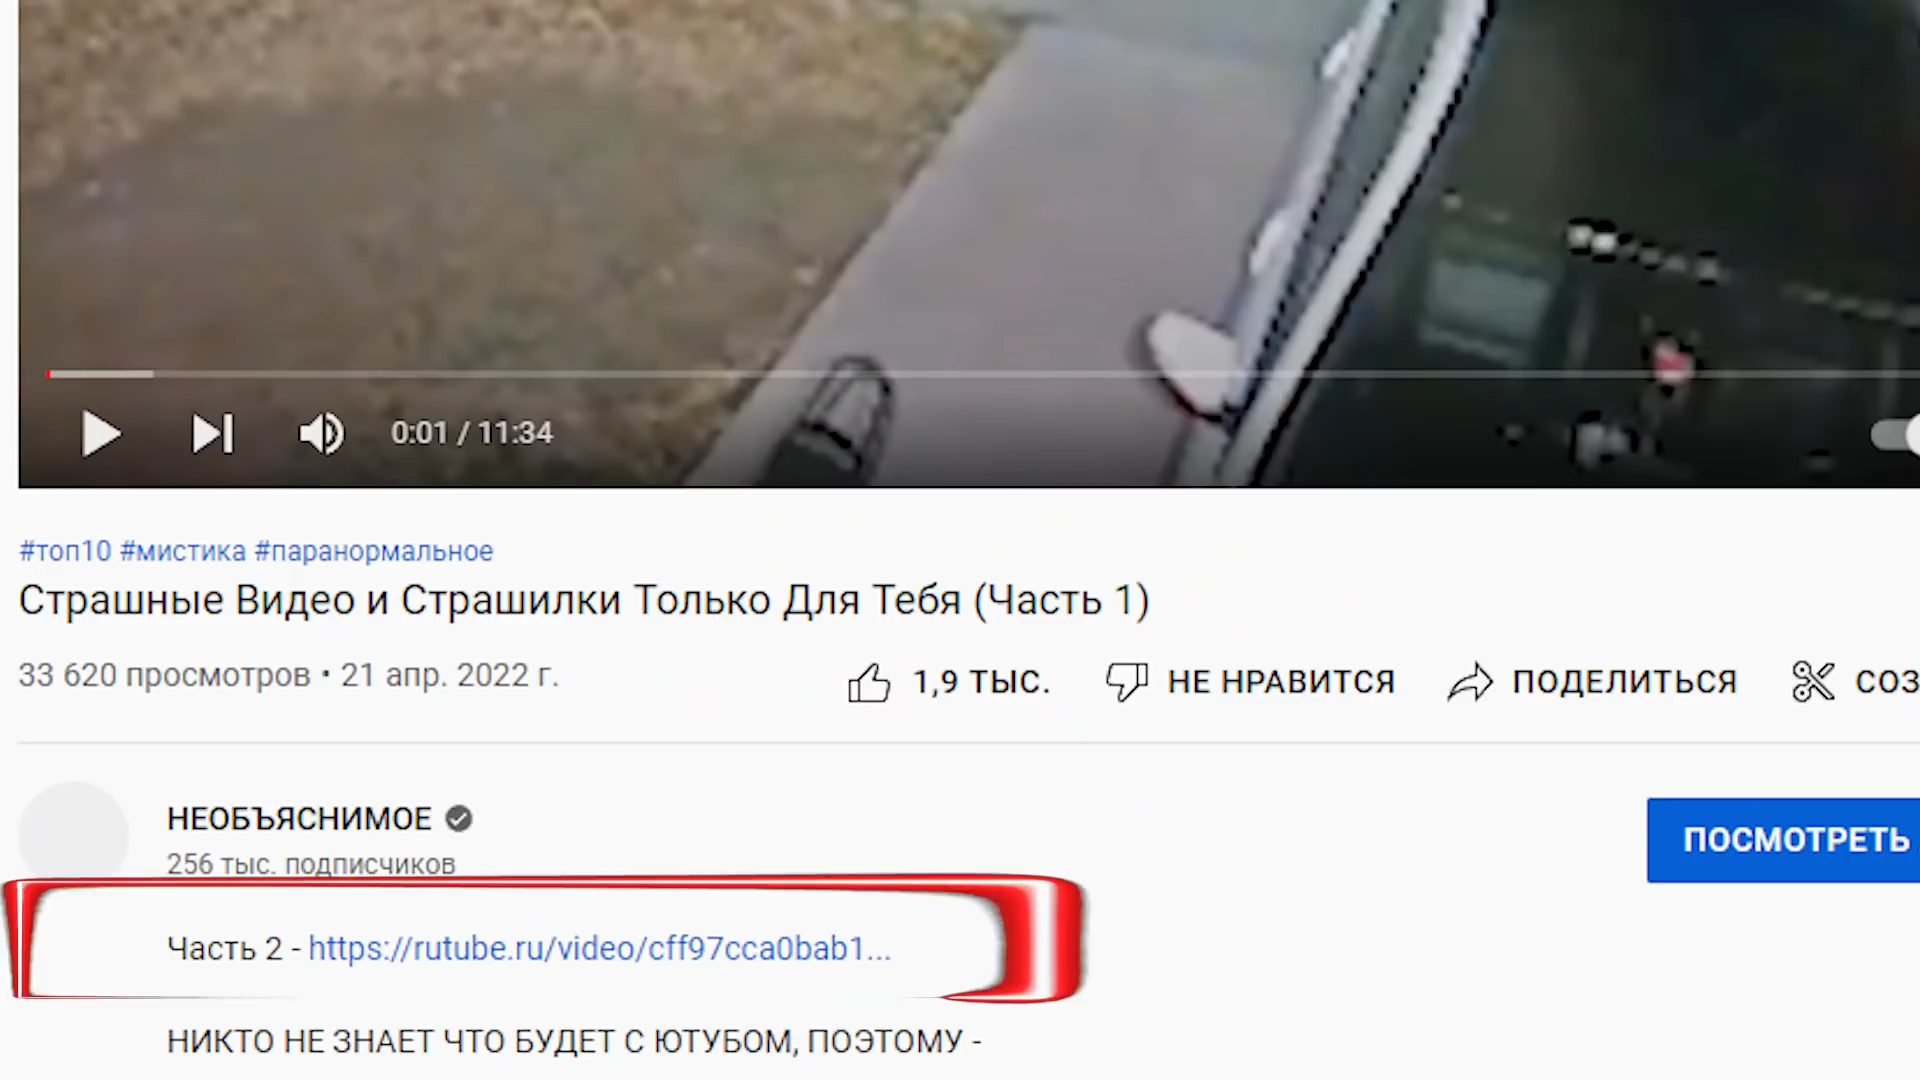 0:01 / 11:34
#топ10 #мистика #паранормальное
Страшные Видео и Страшилки Только Для Тебя (Часть 1)
33 620 просмотров • 21 апр. 2022 г.
1,9 ТЫС. НЕ НРАВИТСЯ ПОДЕЛИТЬСЯ СОЗ
НЕОБЪЯСНИМОЕ
256 тыс. подписчиков
ПОСМОТРЕТЬ
Часть 2 - https://rutube.ru/video/cff97cca0bab1...
НИКТО НЕ ЗНАЕТ ЧТО БУДЕТ С ЮТУБОМ, ПОЭТОМУ -